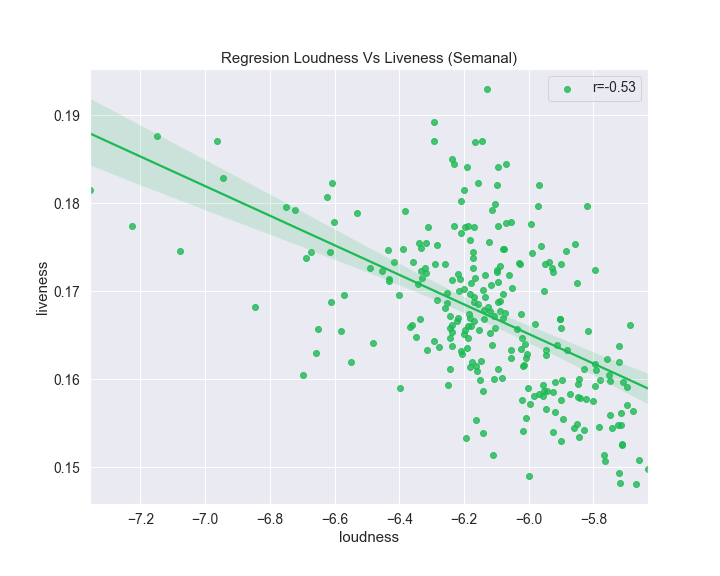 Regresion Loudness Vs Liveness (Semanal)
r=-0.53
0.19
0.18
0.17
0.16
0.15
liveness
−7.2 −7.0 −6.8 −6.6 −6.4 −6.2 −6.0 −5.8
loudness